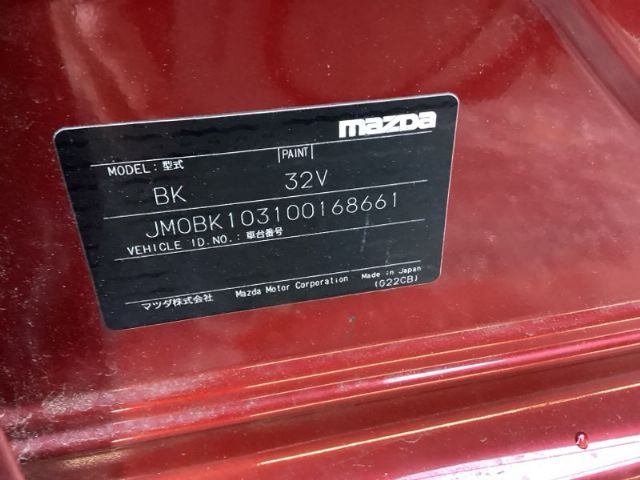 mazda
MODEL: 型式 PAINT
BK 32V
JM0BK103100168661
VEHICLE ID.NO.: 車台番号
マツダ株式会社 Mazda Motor Corporation Made in Japan
(G22CB)